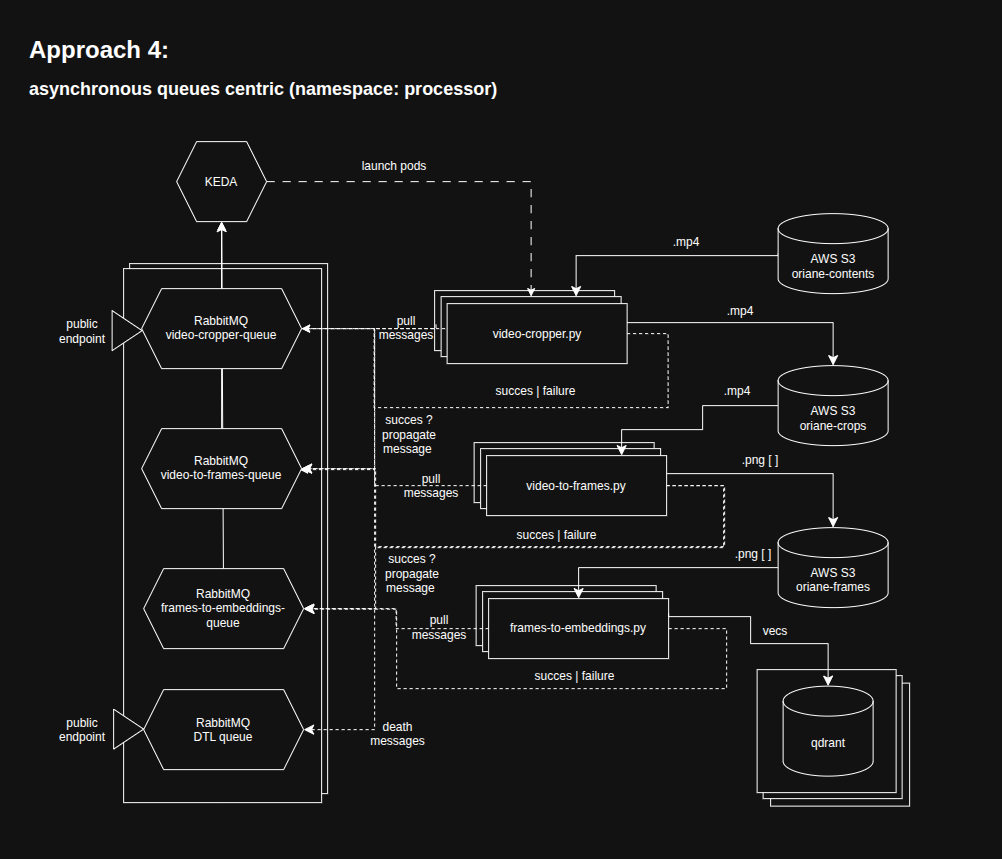 Approach 4:
asynchronous queues centric (namespace: processor)
KEDA
launch pods
.mp4
AWS S3
oriane-contents
public
endpoint
RabbitMQ
video-cropper-queue
pull
messages
video-cropper.py
.mp4
succes | failure
.mp4
AWS S3
oriane-crops
succes ?
propagate
message
RabbitMQ
video-to-frames-queue
pull
messages
video-to-frames.py
.png [ ]
succes | failure
.png [ ]
AWS S3
oriane-frames
succes ?
propagate
message
RabbitMQ
frames-to-embeddings-
queue
pull
messages
frames-to-embeddings.py
vecs
succes | failure
public
endpoint
RabbitMQ
DTL queue
death
messages
qdrant